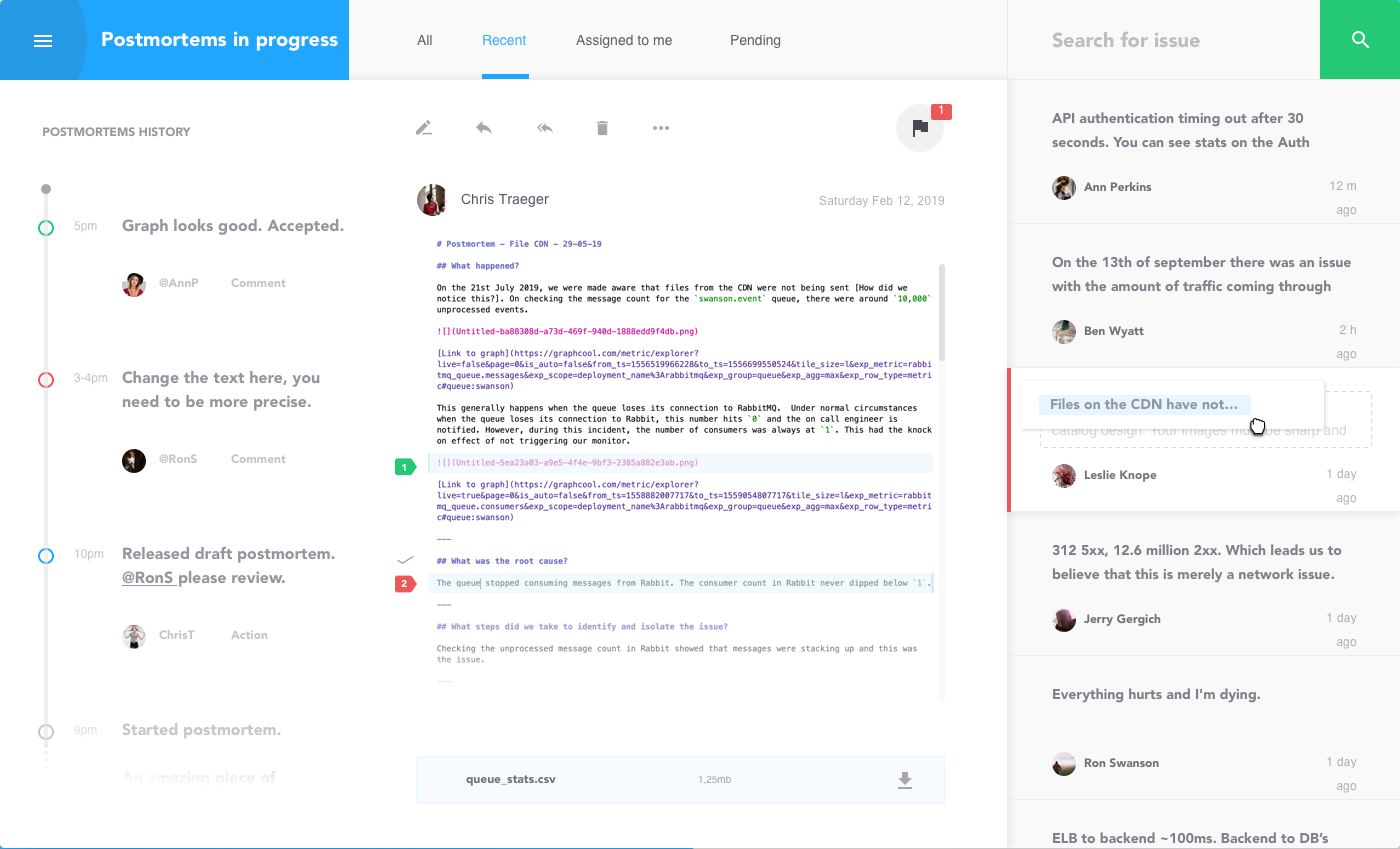 Postmortems in progress
All
Recent
Assigned to me
Pending
Search for issue
POSTMORTEMS HISTORY
5pm
Graph looks good. Accepted.
@AnnP
Comment
3-4pm
Change the text here, you
need to be more precise.
@RonS
Comment
10pm
Released draft postmortem.
@RonS please review.
ChrisT
Action
9pm
Started postmortem.
An amazing piece of
1
Chris Traeger
Saturday Feb 12, 2019
# Postmortem - File CDN - 29-05-19
## What happened?
On the 21st July 2019, we were made aware that files from the CDN were not being sent [How did we
notice this?]. On checking the message count for the `swanson.event` queue, there were around `10,000`
unprocessed events.
![](Untitled-ba88308d-a73d-469f-940d-1888edd9f4db.png)
[Link to graph](https://graphcool.com/metric/explorer?
live=false&page=0&is_auto=false&from_ts=1556519966228&to_ts=1556699550524&tile_size=l&exp_metric=rabbi
tmq_queue.messages&exp_scope=deployment_name%3Arabbitmq&exp_group=queue&exp_agg=max&exp_row_type=metri
c#queue:swanson)
This generally happens when the queue loses its connection to RabbitMQ.  Under normal circumstances
when the queue loses its connection to Rabbit, this number hits `0` and the on call engineer is
notified. However, during this incident, the number of consumers was always at `1`. This had the knock
on effect of not triggering our monitor.
1
![](Untitled-5ea23a03-a9e5-4f4e-9bf3-2385a882e3ab.png)
[Link to graph](https://graphcool.com/metric/explorer?
live=true&page=0&is_auto=false&from_ts=1558882007717&to_ts=1559054807717&tile_size=l&exp_metric=rabbit
mq_queue.consumers&exp_scope=deployment_name%3Arabbitmq&exp_group=queue&exp_agg=max&exp_row_type=metri
c#queue:swanson)
---
## What was the root cause?
2
The queue stopped consuming messages from Rabbit. The consumer count in Rabbit never dipped below `1`.
---
## What steps did we take to identify and isolate the issue?
Checking the unprocessed message count in Rabbit showed that messages were stacking up and this was
the issue.
---
queue_stats.csv
1,25mb
API authentication timing out after 30
seconds. You can see stats on the Auth
Ann Perkins
12 m
ago
On the 13th of september there was an issue
with the amount of traffic coming through
Ben Wyatt
2 h
ago
Files on the CDN have not...
catalog design. Your images must be sharp and
Leslie Knope
1 day
ago
312 5xx, 12.6 million 2xx. Which leads us to
believe that this is merely a network issue.
Jerry Gergich
1 day
ago
Everything hurts and I'm dying.
Ron Swanson
1 day
ago
ELB to backend ~100ms. Backend to DB’s